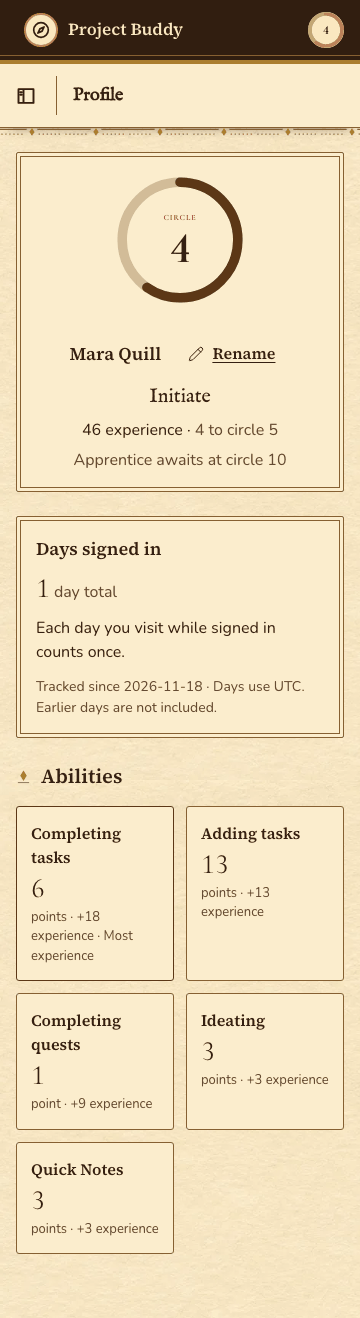 Project Buddy
4
Profile
CIRCLE
4
Mara Quill
Rename
Initiate
46 experience · 4 to circle 5
Apprentice awaits at circle 10
Days signed in
1 day total
Each day you visit while signed in
counts once.
Tracked since 2026-11-18 · Days use UTC.
Earlier days are not included.
Abilities
Completing
tasks
6
points · +18
experience · Most
experience
Adding tasks
13
points · +13
experience
Completing
quests
1
point · +9 experience
Ideating
3
points · +3 experience
Quick Notes
3
points · +3 experience